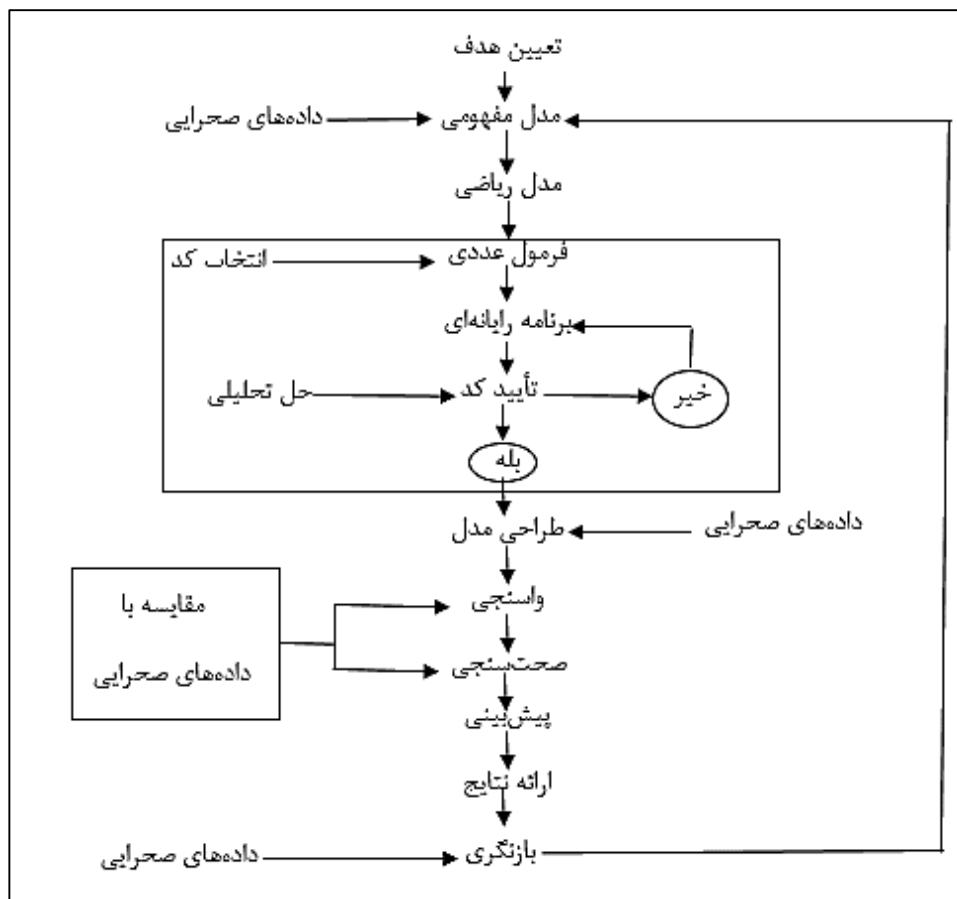 تعیین هدف
داده‌های صحرایی
مدل مفهومی
مدل ریاضی
انتخاب کد
فرمول عددی
برنامه رایانه‌ای
حل تحلیلی
تأیید کد
خیر
بله
طراحی مدل
داده‌های صحرایی
واسنجی
مقایسه با
داده‌های صحرایی
صحت‌سنجی
پیش‌بینی
ارائه نتایج
داده‌های صحرایی
بازنگری